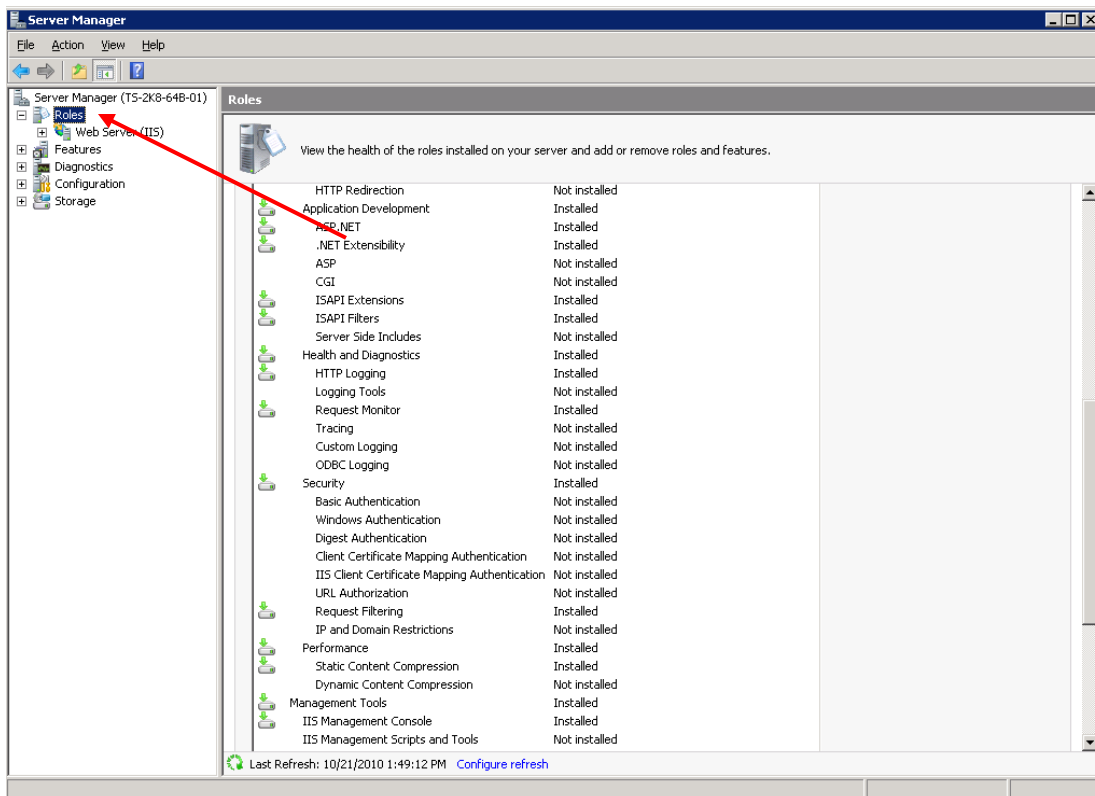 Server Manager
File Action View Help
Server Manager (TS-2K8-64B-01)
Roles
Web Server (IIS)
Features
Diagnostics
Configuration
Storage
Roles
View the health of the roles installed on your server and add or remove roles and features.
HTTP Redirection Not installed
Application Development Installed
ASP.NET Installed
.NET Extensibility Installed
ASP Not installed
CGI Not installed
ISAPI Extensions Installed
ISAPI Filters Installed
Server Side Includes Not installed
Health and Diagnostics Installed
HTTP Logging Installed
Logging Tools Not installed
Request Monitor Installed
Tracing Not installed
Custom Logging Not installed
ODBC Logging Not installed
Security Installed
Basic Authentication Not installed
Windows Authentication Not installed
Digest Authentication Not installed
Client Certificate Mapping Authentication Not installed
IIS Client Certificate Mapping Authentication Not installed
URL Authorization Not installed
Request Filtering Installed
IP and Domain Restrictions Not installed
Performance Installed
Static Content Compression Installed
Dynamic Content Compression Not installed
Management Tools Installed
IIS Management Console Installed
IIS Management Scripts and Tools Not installed
Last Refresh: 10/21/2010 1:49:12 PM Configure refresh